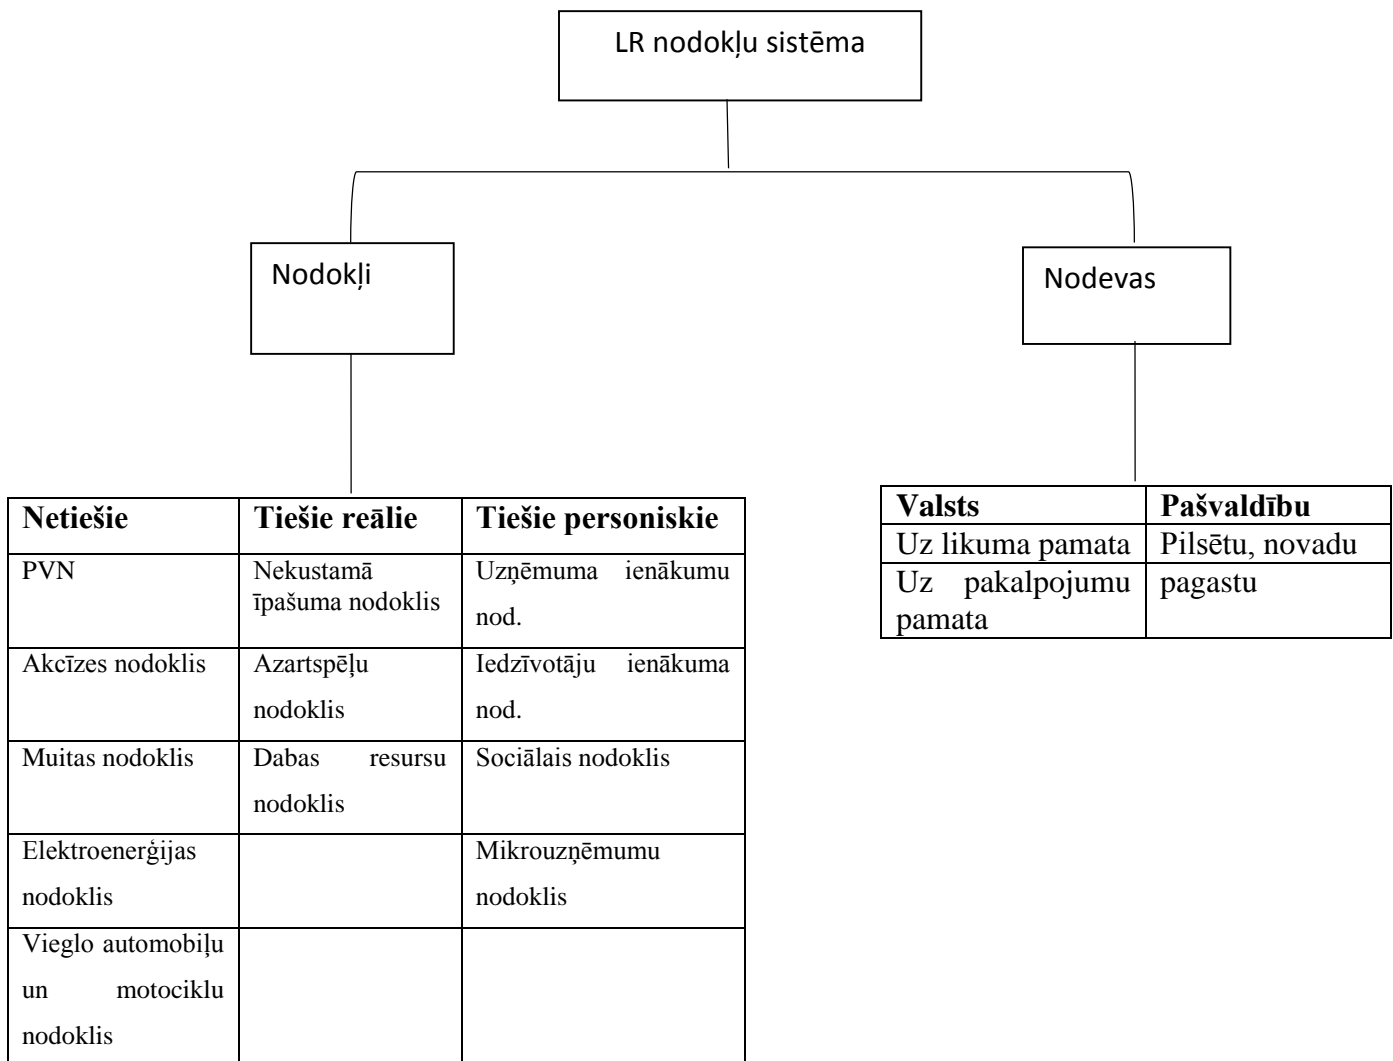 LR nodokļu sistēma
Nodokļi
Nodevas
Netiešie
Tiešie reālie
Tiešie personiskie
PVN
Nekustamā
īpašuma nodoklis
Uzņēmuma ienākumu
nod.
Akcīzes nodoklis
Azartspēļu
nodoklis
Iedzīvotāju ienākuma
nod.
Muitas nodoklis
Dabas resursu
nodoklis
Sociālais nodoklis
Elektroenerģijas
nodoklis
Mikrouzņēmumu
nodoklis
Vieglo automobiļu
un motociklu
nodoklis
Valsts
Pašvaldību
Uz likuma pamata
Pilsētu, novadu
Uz pakalpojumu
pamata
pagastu